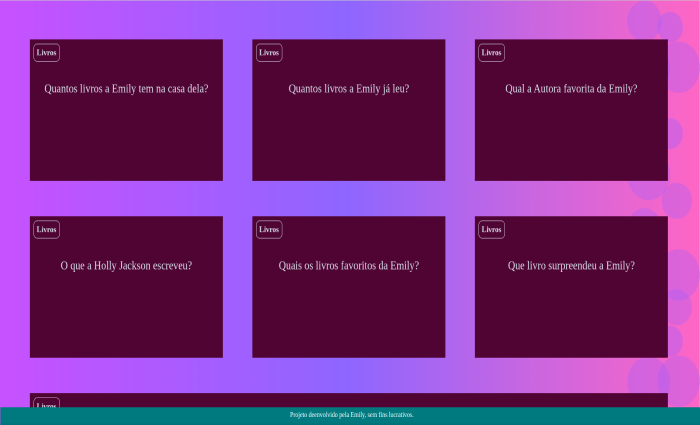 Livros
Quantos livros a Emily tem na casa dela?
Livros
Quantos livros a Emily já leu?
Livros
Qual a Autora favorita da Emily?
Livros
O que a Holly Jackson escreveu?
Livros
Quais os livros favoritos da Emily?
Livros
Que livro surpreendeu a Emily?
Livros
Projeto deenvolvido pela Emily, sem fins lucrativos.